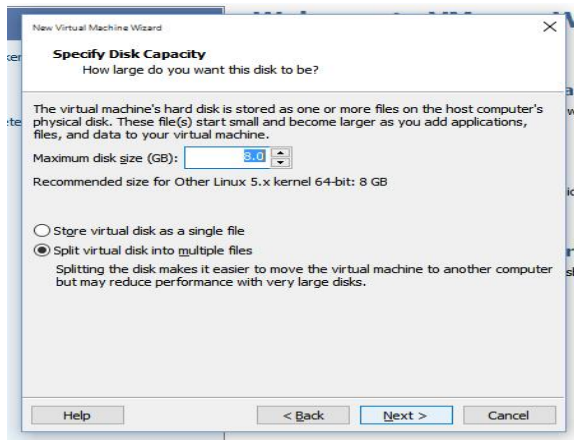 New Virtual Machine Wizard
Specify Disk Capacity
How large do you want this disk to be?
The virtual machine's hard disk is stored as one or more files on the host computer's
physical disk. These file(s) start small and become larger as you add applications,
files, and data to your virtual machine.
Maximum disk size (GB): 8.0
Recommended size for Other Linux 5.x kernel 64-bit: 8 GB
Store virtual disk as a single file
Split virtual disk into multiple files
Splitting the disk makes it easier to move the virtual machine to another computer
but may reduce performance with very large disks.
Help < Back Next > Cancel